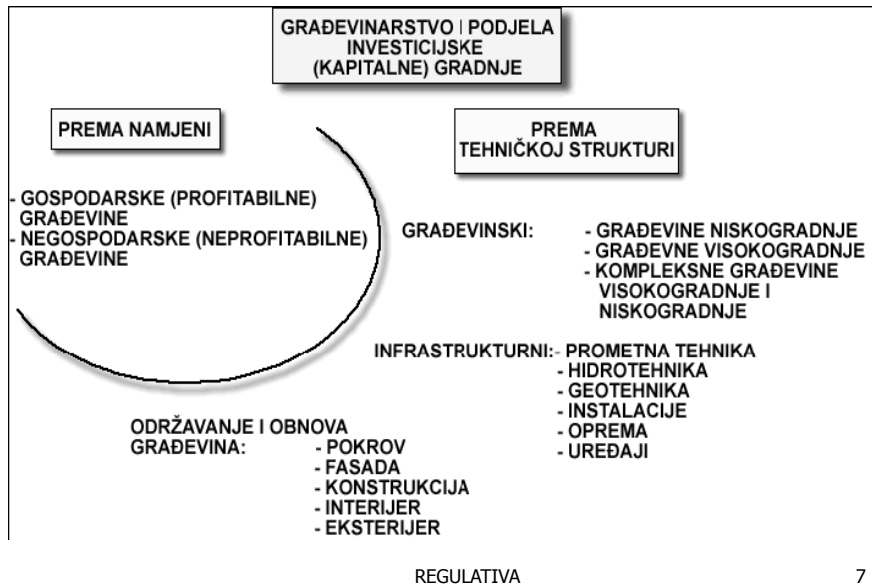 GRAĐEVINARSTVO I PODJELA
INVESTICIJSKE
(KAPITALNE) GRADNJE
PREMA NAMJENI
- GOSPODARSKE (PROFITABILNE)
GRAĐEVINE
- NEGOSPODARSKE (NEPROFITABILNE)
GRAĐEVINE
PREMA
TEHNIČKOJ STRUKTURI
GRAĐEVINSKI: - GRAĐEVINE NISKOGRADNJE
- GRAĐEVNE VISOKOGRADNJE
- KOMPLEKSNE GRAĐEVINE
VISOKOGRADNJE I
NISKOGRADNJE
INFRASTRUKTURNI:- PROMETNA TEHNIKA
- HIDROTEHNIKA
- GEOTEHNIKA
- INSTALACIJE
- OPREMA
- UREĐAJI
ODRŽAVANJE I OBNOVA
GRAĐEVINA: - POKROV
- FASADA
- KONSTRUKCIJA
- INTERIJER
- EKSTERIJER
REGULATIVA 7